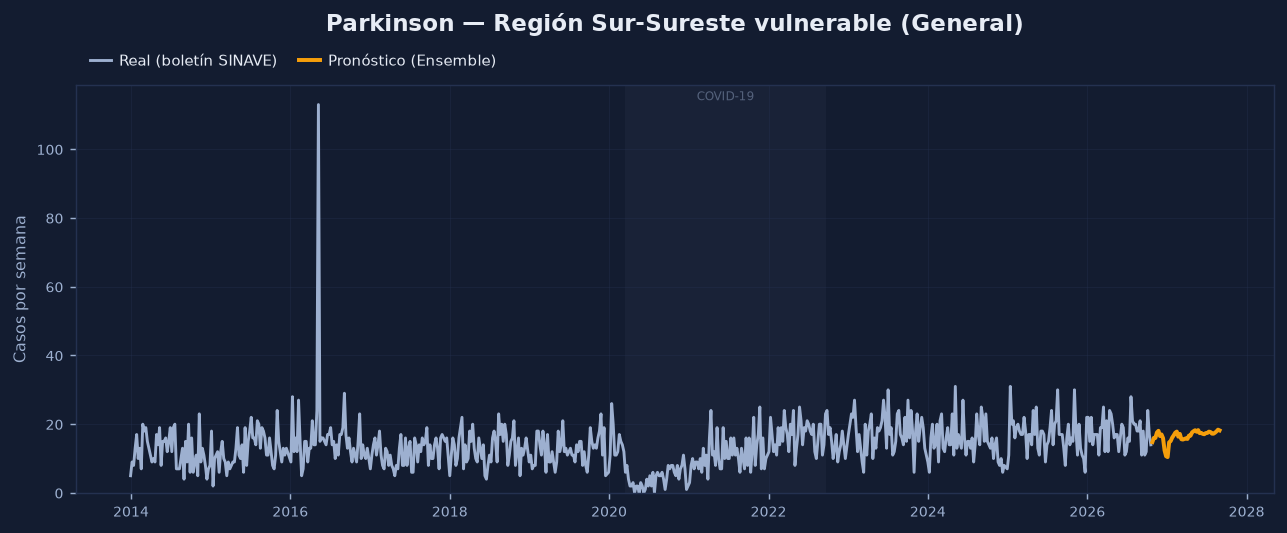 Parkinson — Región Sur-Sureste vulnerable (General)
Real (boletín SINAVE)
Pronóstico (Ensemble)
COVID-19
Casos por semana
100
80
60
40
20
0
2014
2016
2018
2020
2022
2024
2026
2028